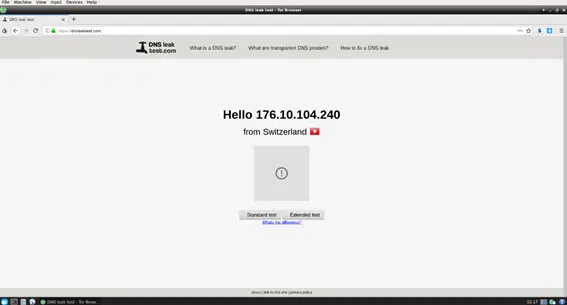 File Machine View Input Devices Help
DNS leak test - Tor Browser
DNS leak test
https://dnsleaktest.com
DNS leak
test.com
What is a DNS leak?
What are transparent DNS proxies?
How to fix a DNS leak
Hello 176.10.104.240
from Switzerland
Standard test
Extended test
What's the difference?
about | link to this site | privacy policy
DNS leak test - Tor Brow...
15:17